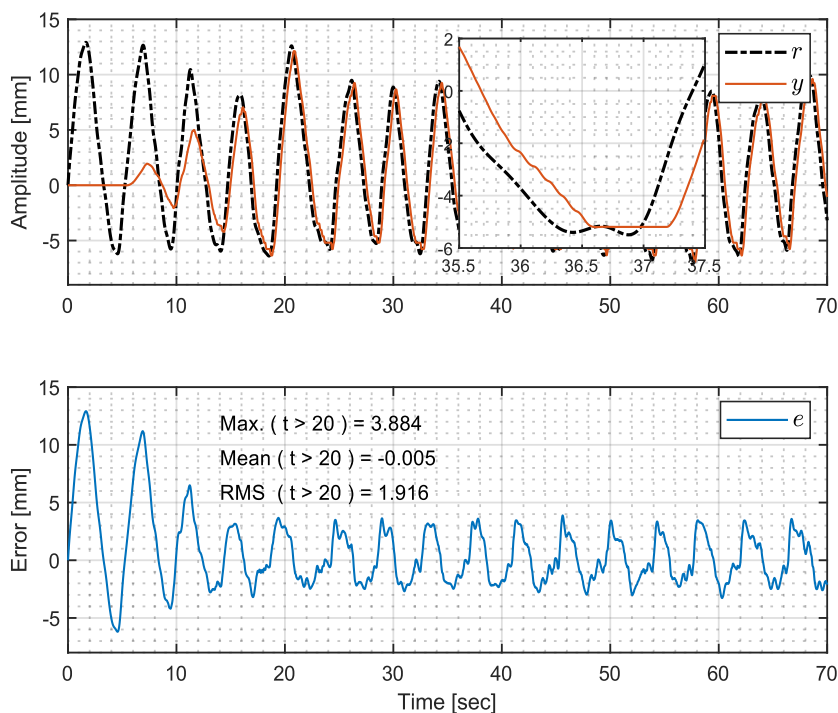 15
10
5
0
-5
Amplitude [mm]
0 10 20 30 40 50 60 70
2
0
-2
-4
-6
35.5 36 36.5 37 37.5
r
y
15
10
5
0
-5
Error [mm]
Max. ( t > 20 ) = 3.884
Mean ( t > 20 ) = -0.005
RMS ( t > 20 ) = 1.916
e
0 10 20 30 40 50 60 70
Time [sec]